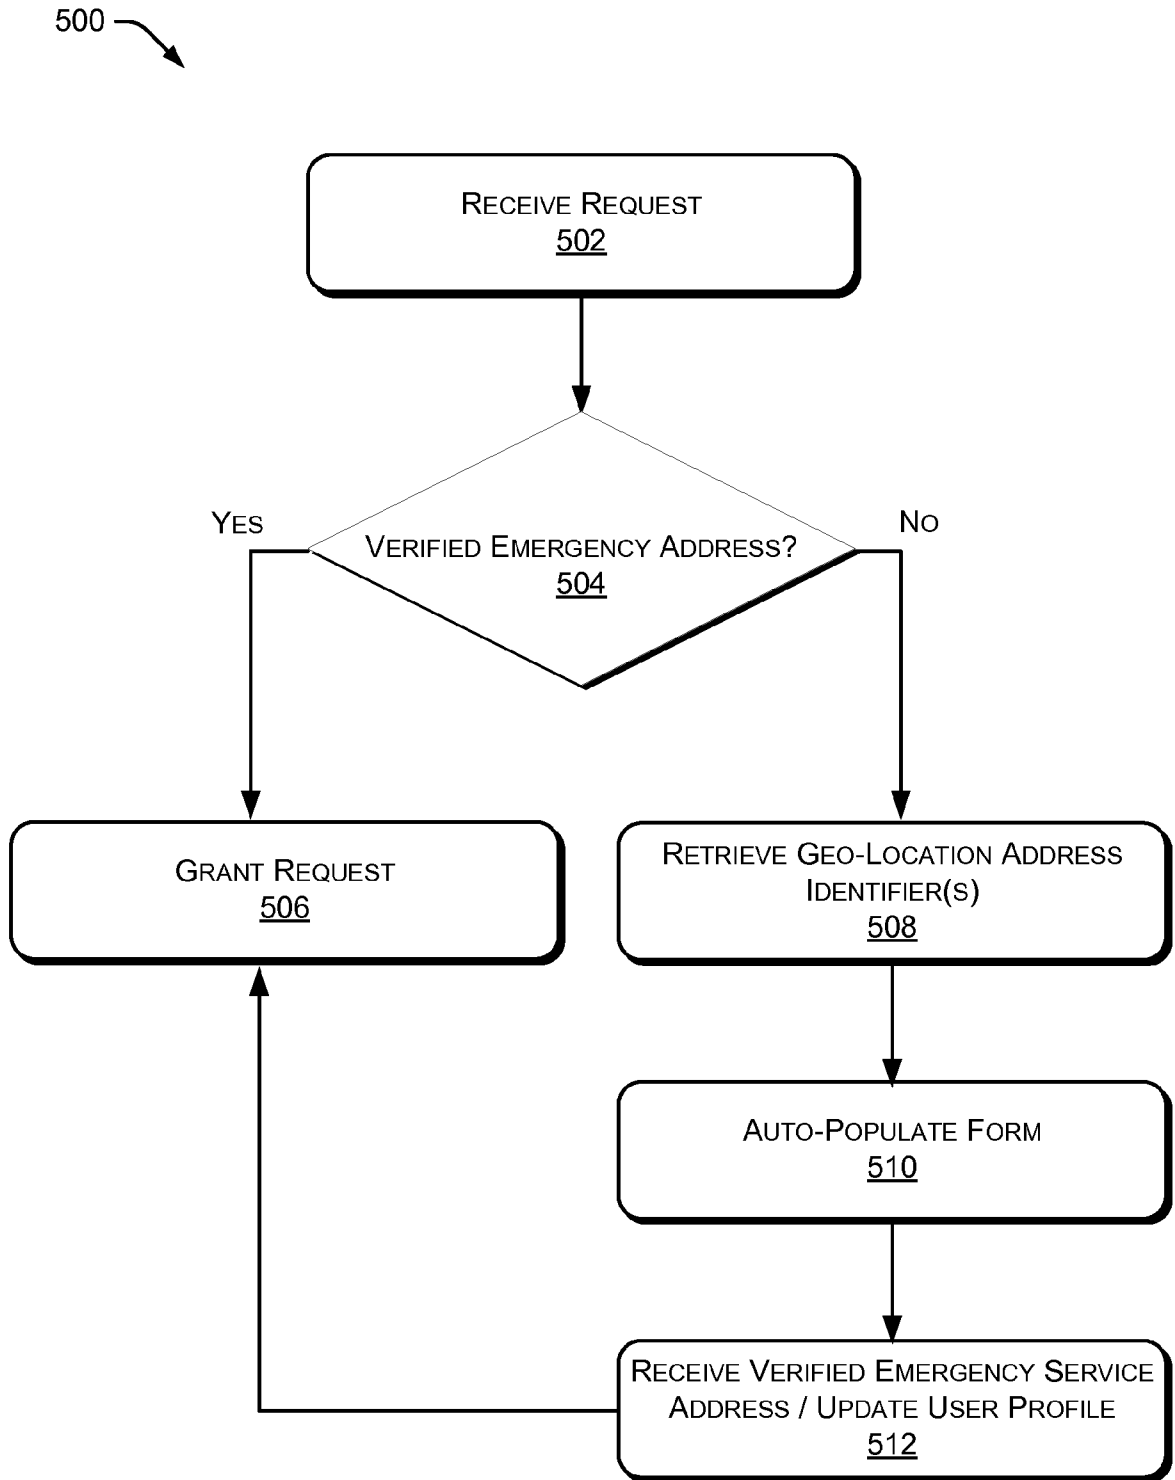 500
RECEIVE REQUEST
502
YES
NO
VERIFIED EMERGENCY ADDRESS?
504
GRANT REQUEST
506
RETRIEVE GEO-LOCATION ADDRESS
IDENTIFIER(S)
508
AUTO-POPULATE FORM
510
RECEIVE VERIFIED EMERGENCY SERVICE
ADDRESS / UPDATE USER PROFILE
512